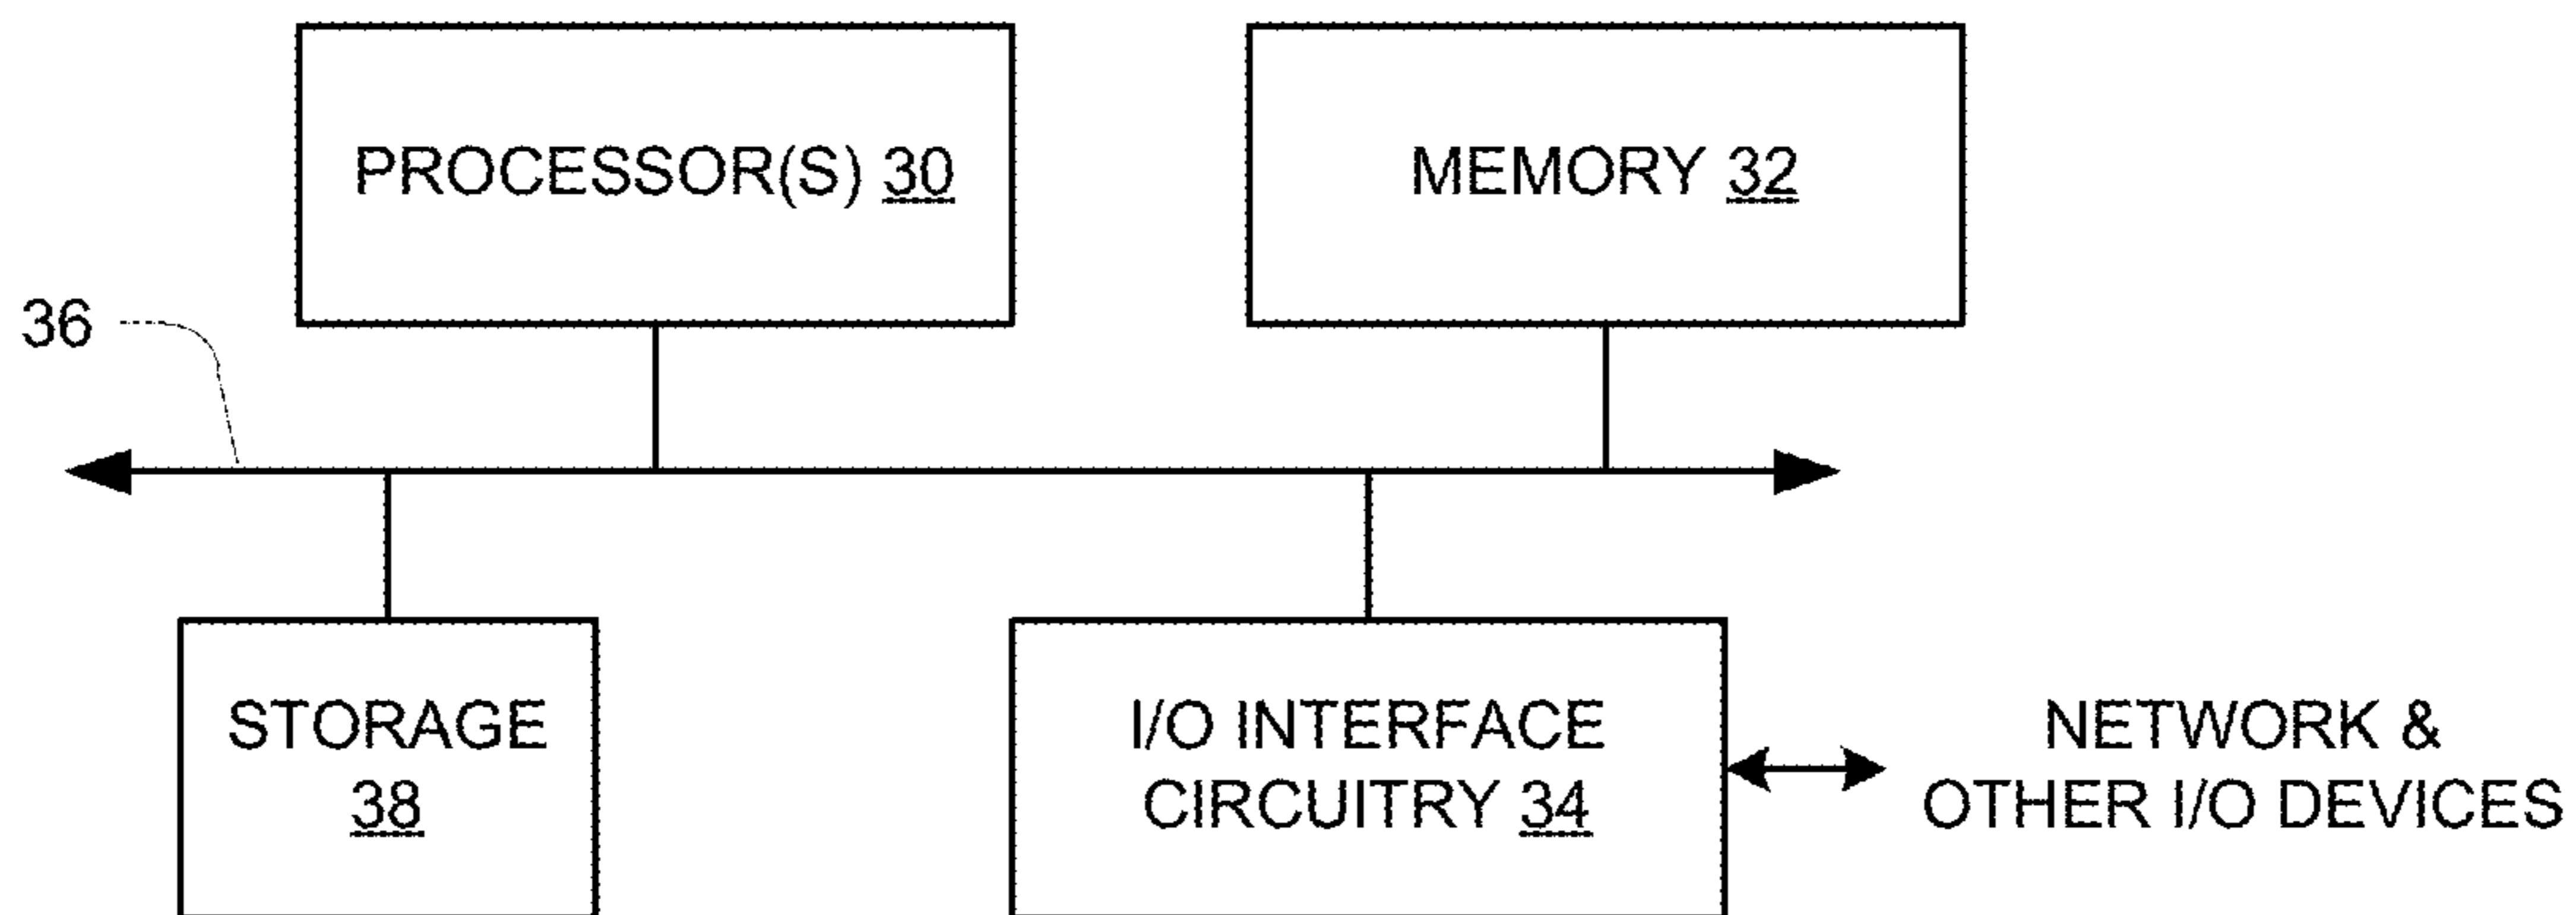 PROCESSOR(S) 30
MEMORY 32
36
STORAGE
38
I/O INTERFACE
CIRCUITRY 34
NETWORK &
OTHER I/O DEVICES